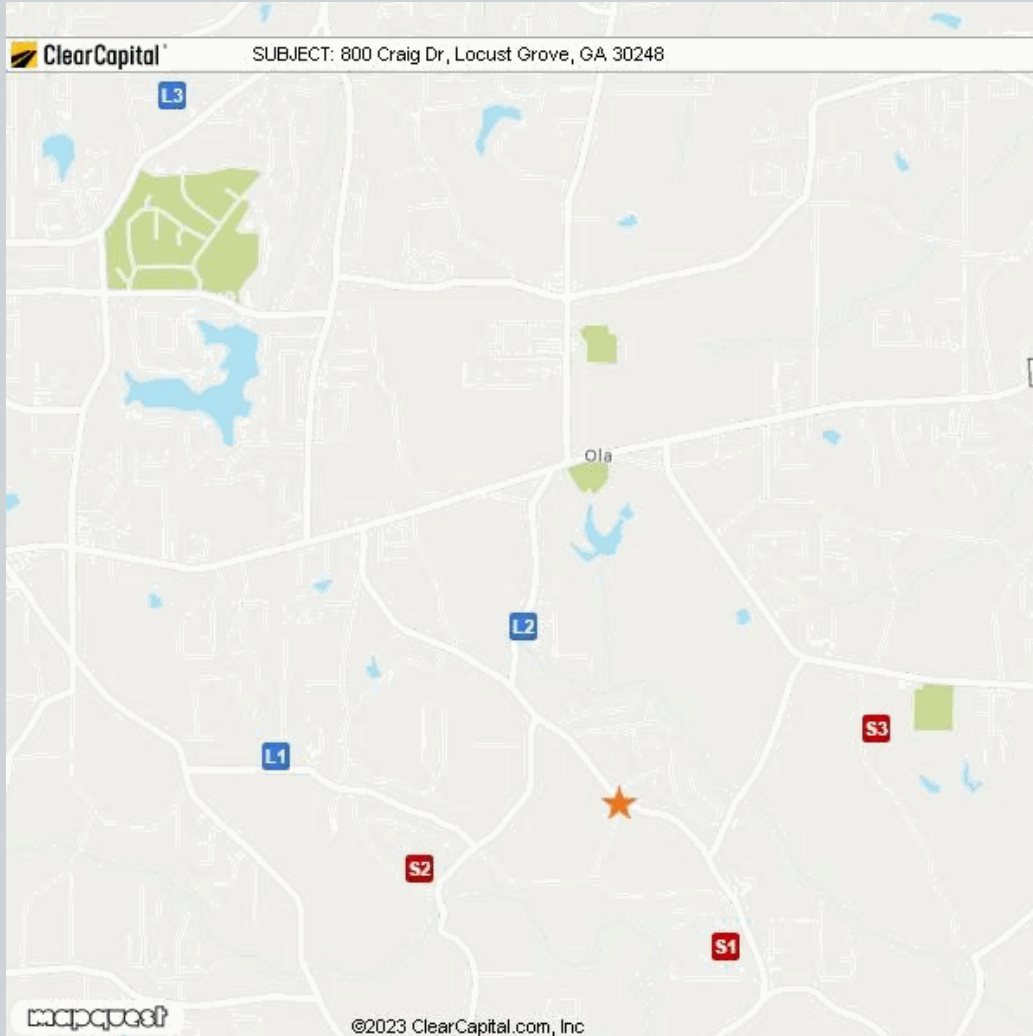 ClearCapital SUBJECT: 800 Craig Dr, Locust Grove, GA 30248
L3
Ola
L2
S3
L1
S2
S1
mapquest
©2023 ClearCapital.com, Inc